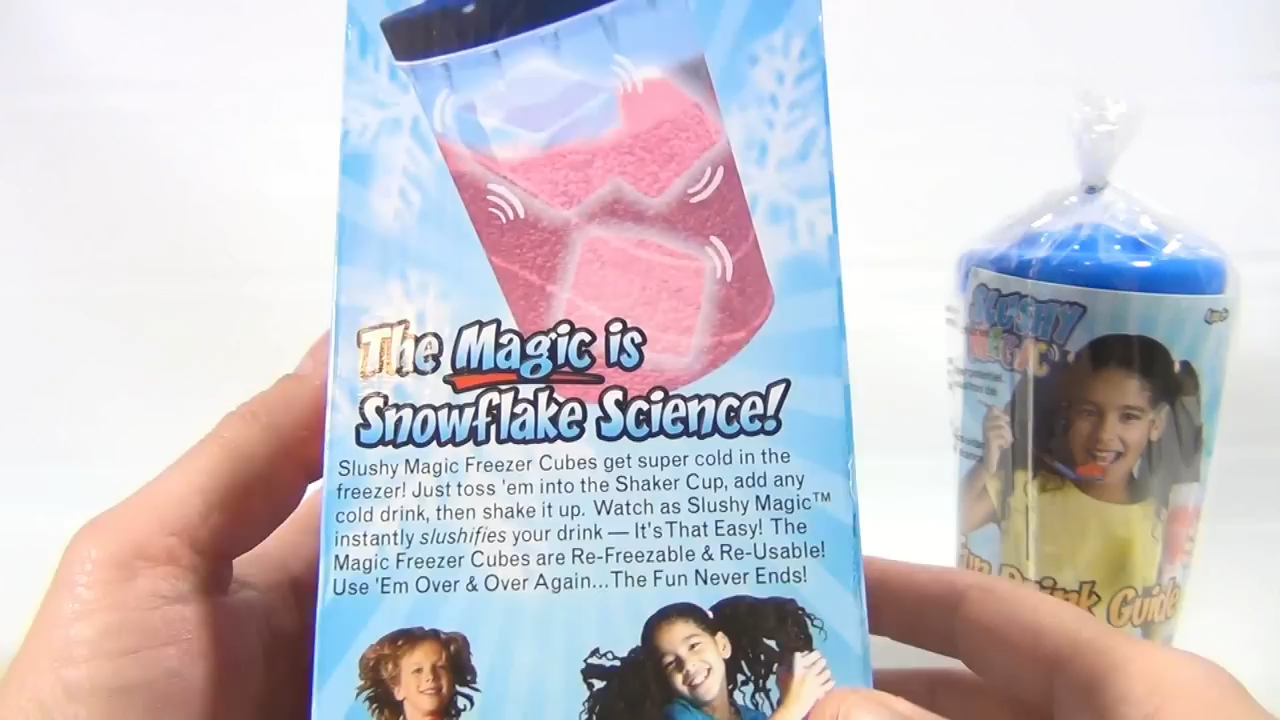 The Magic is
Snowflake Science!
Slushy Magic Freezer Cubes get super cold in the
freezer! Just toss 'em into the Shaker Cup, add any
cold drink, then shake it up. Watch as Slushy Magic™
instantly slushifies your drink — It's That Easy! The
Magic Freezer Cubes are Re-Freezable & Re-Usable!
Use 'Em Over & Over Again...The Fun Never Ends!
SLUSHY
MAGIC
Drink Guide